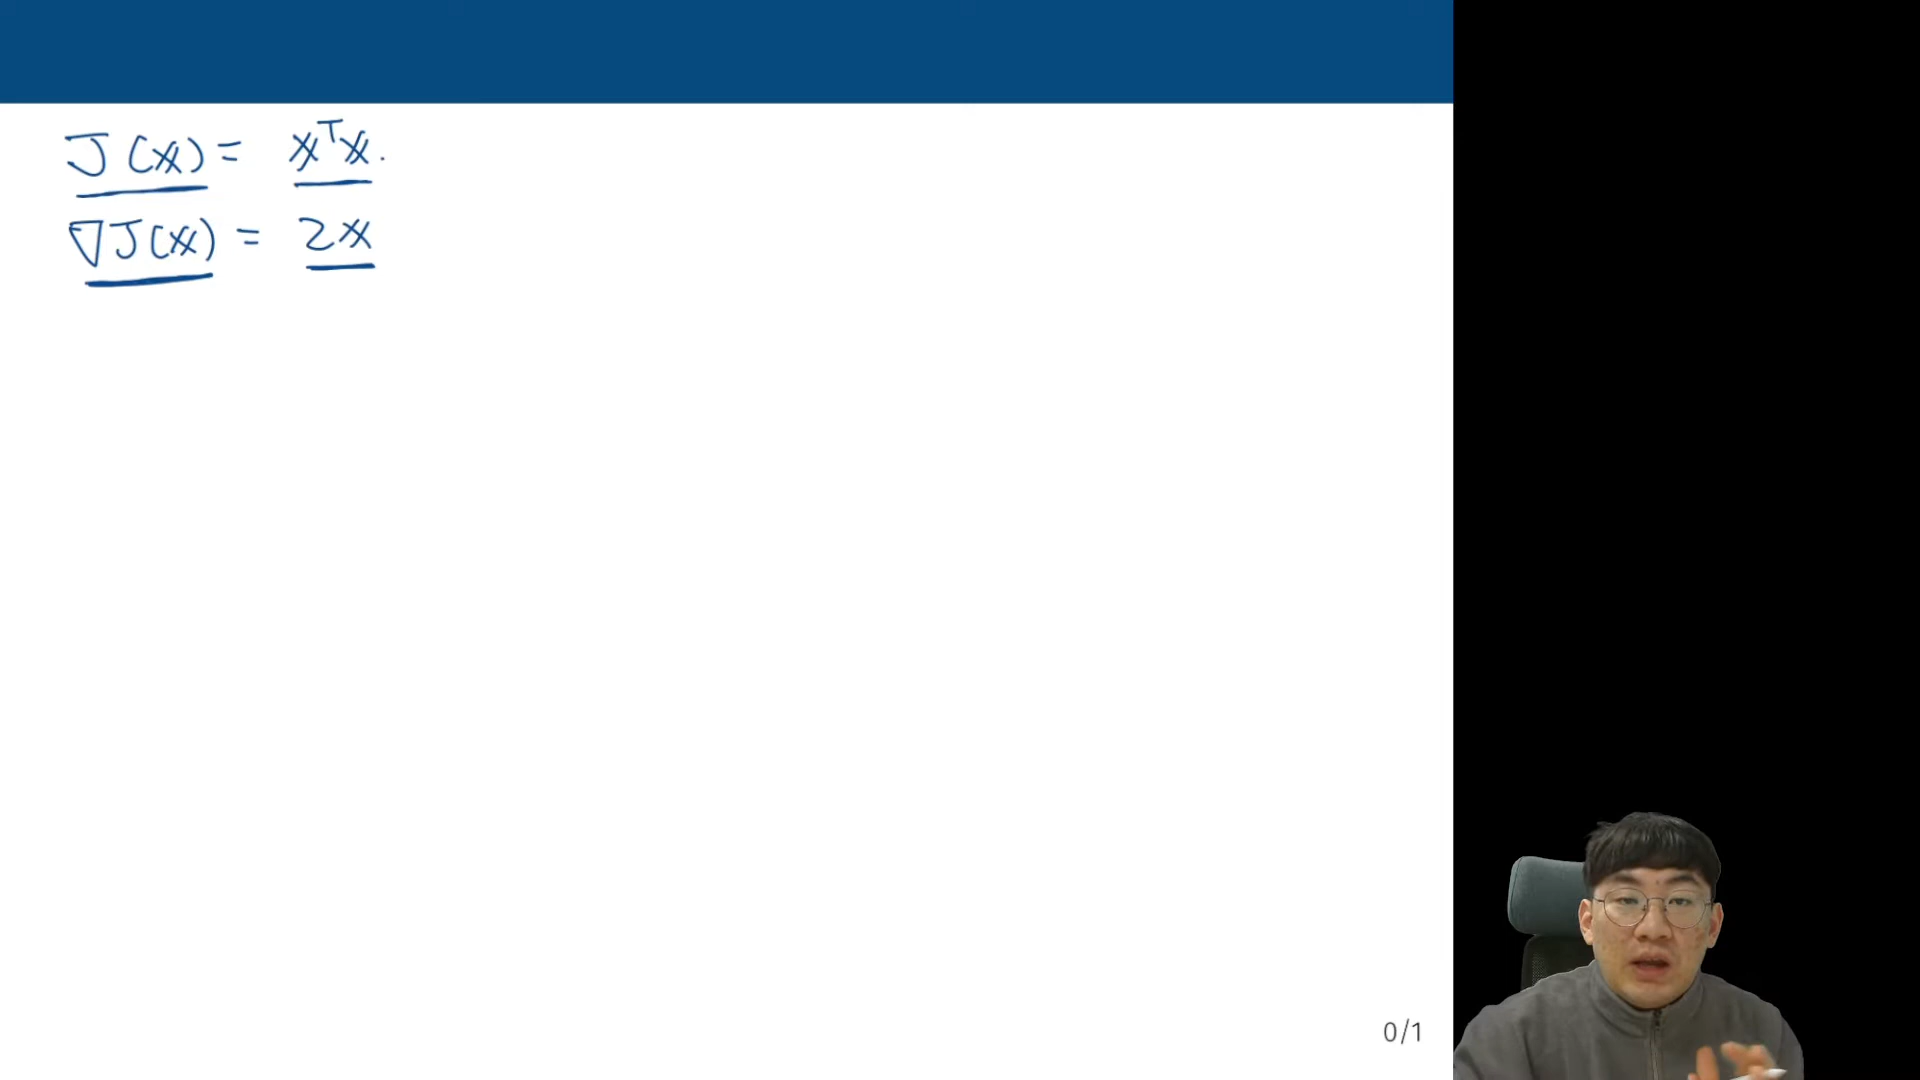 J(𝕩) = 𝕩ᵀ𝕩.
∇J(𝕩) = 2𝕩
0/1